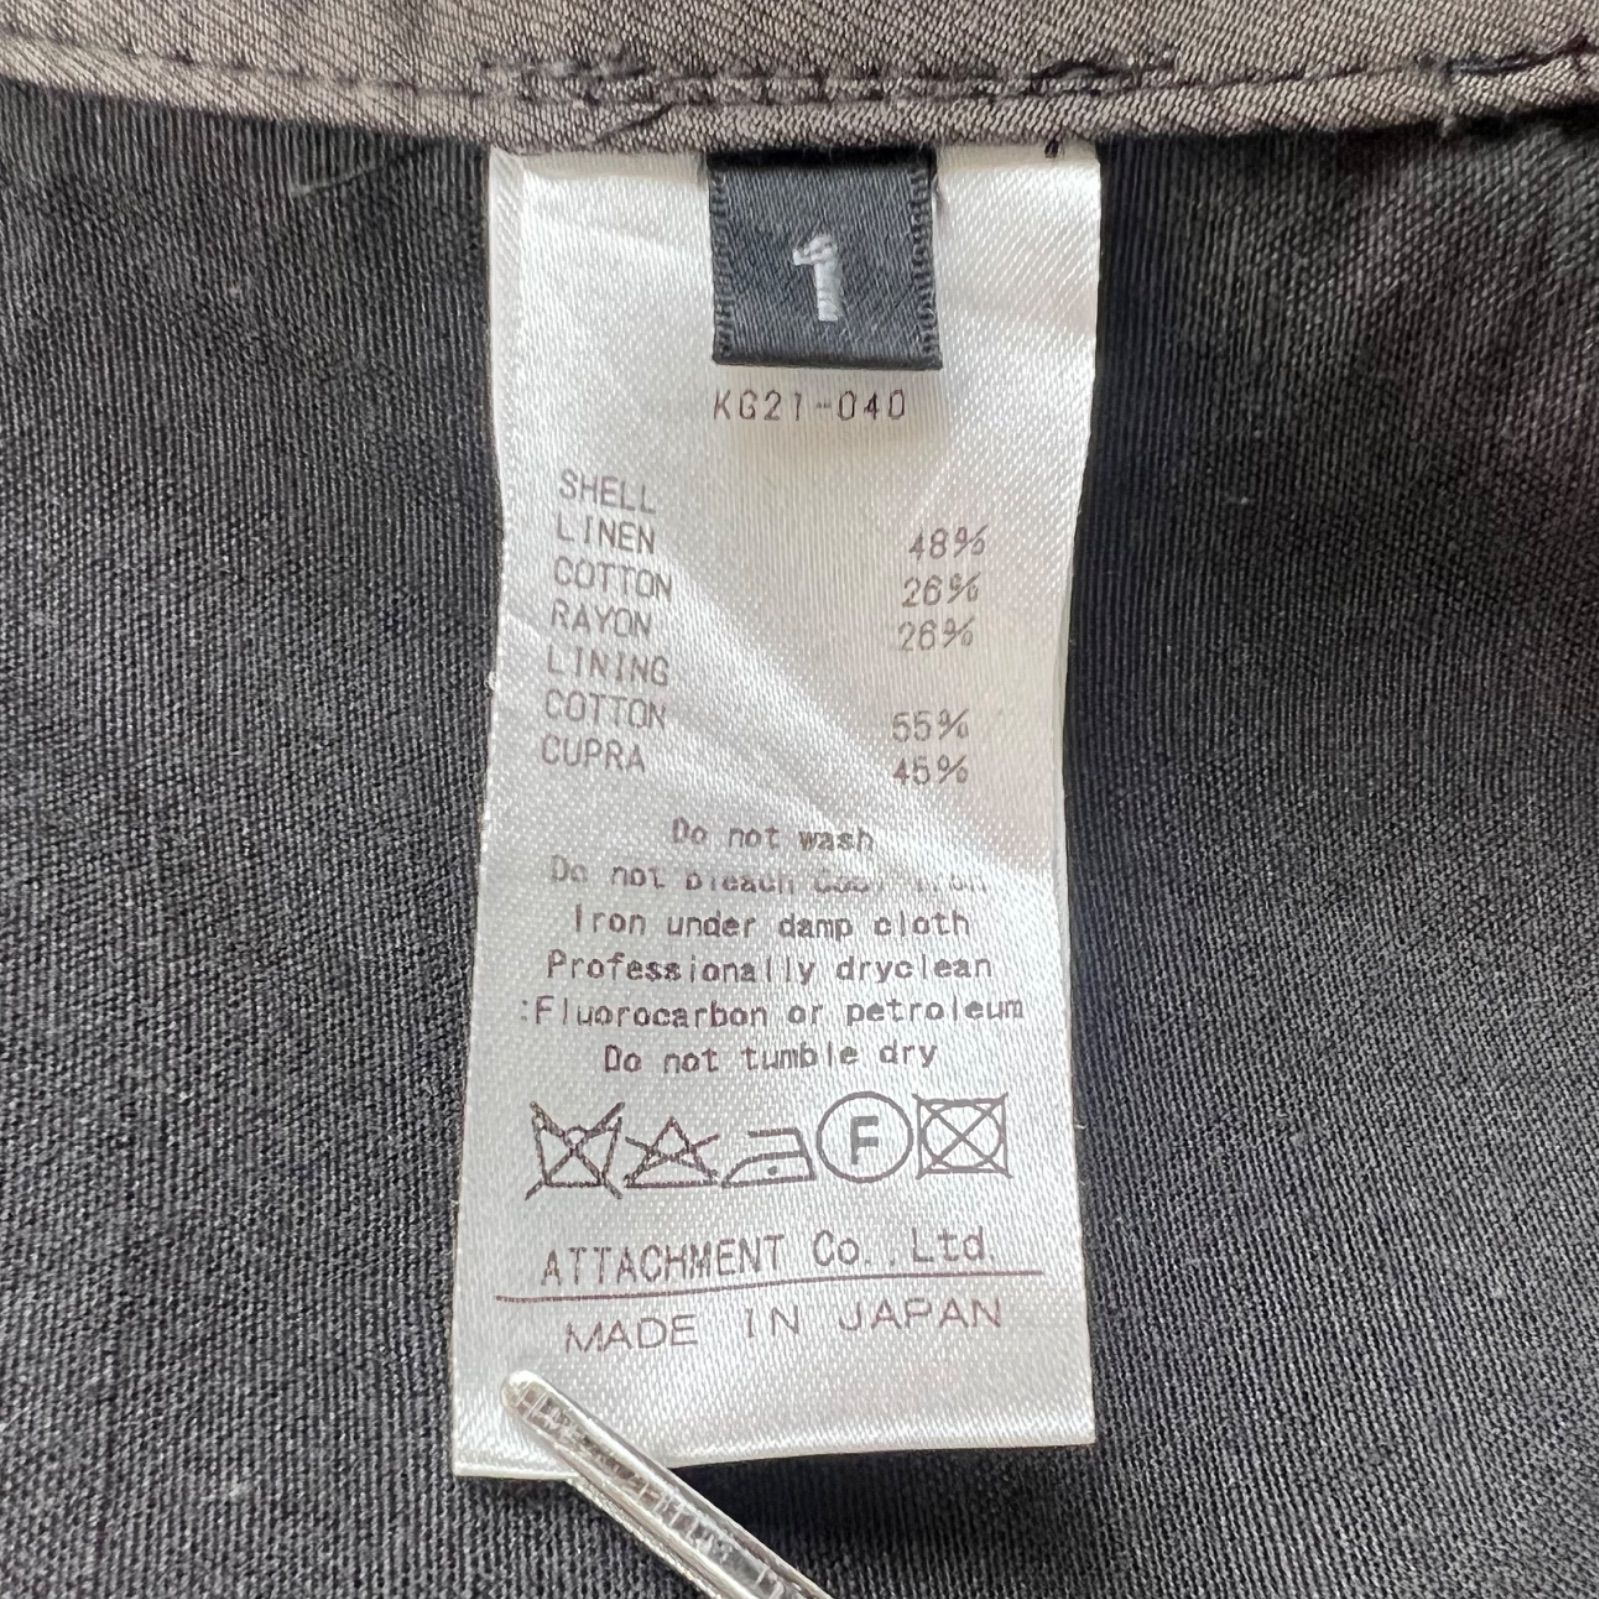 1
KG21-040
SHELL
LINEN 48%
COTTON 26%
RAYON 26%
LINING
COTTON 55%
CUPRA 45%
Do not wash
Do not bleach
Iron under damp cloth
Professionally dryclean
:Fluorocarbon or petroleum
Do not tumble dry
F
ATTACHMENT Co.,Ltd.
MADE IN JAPAN